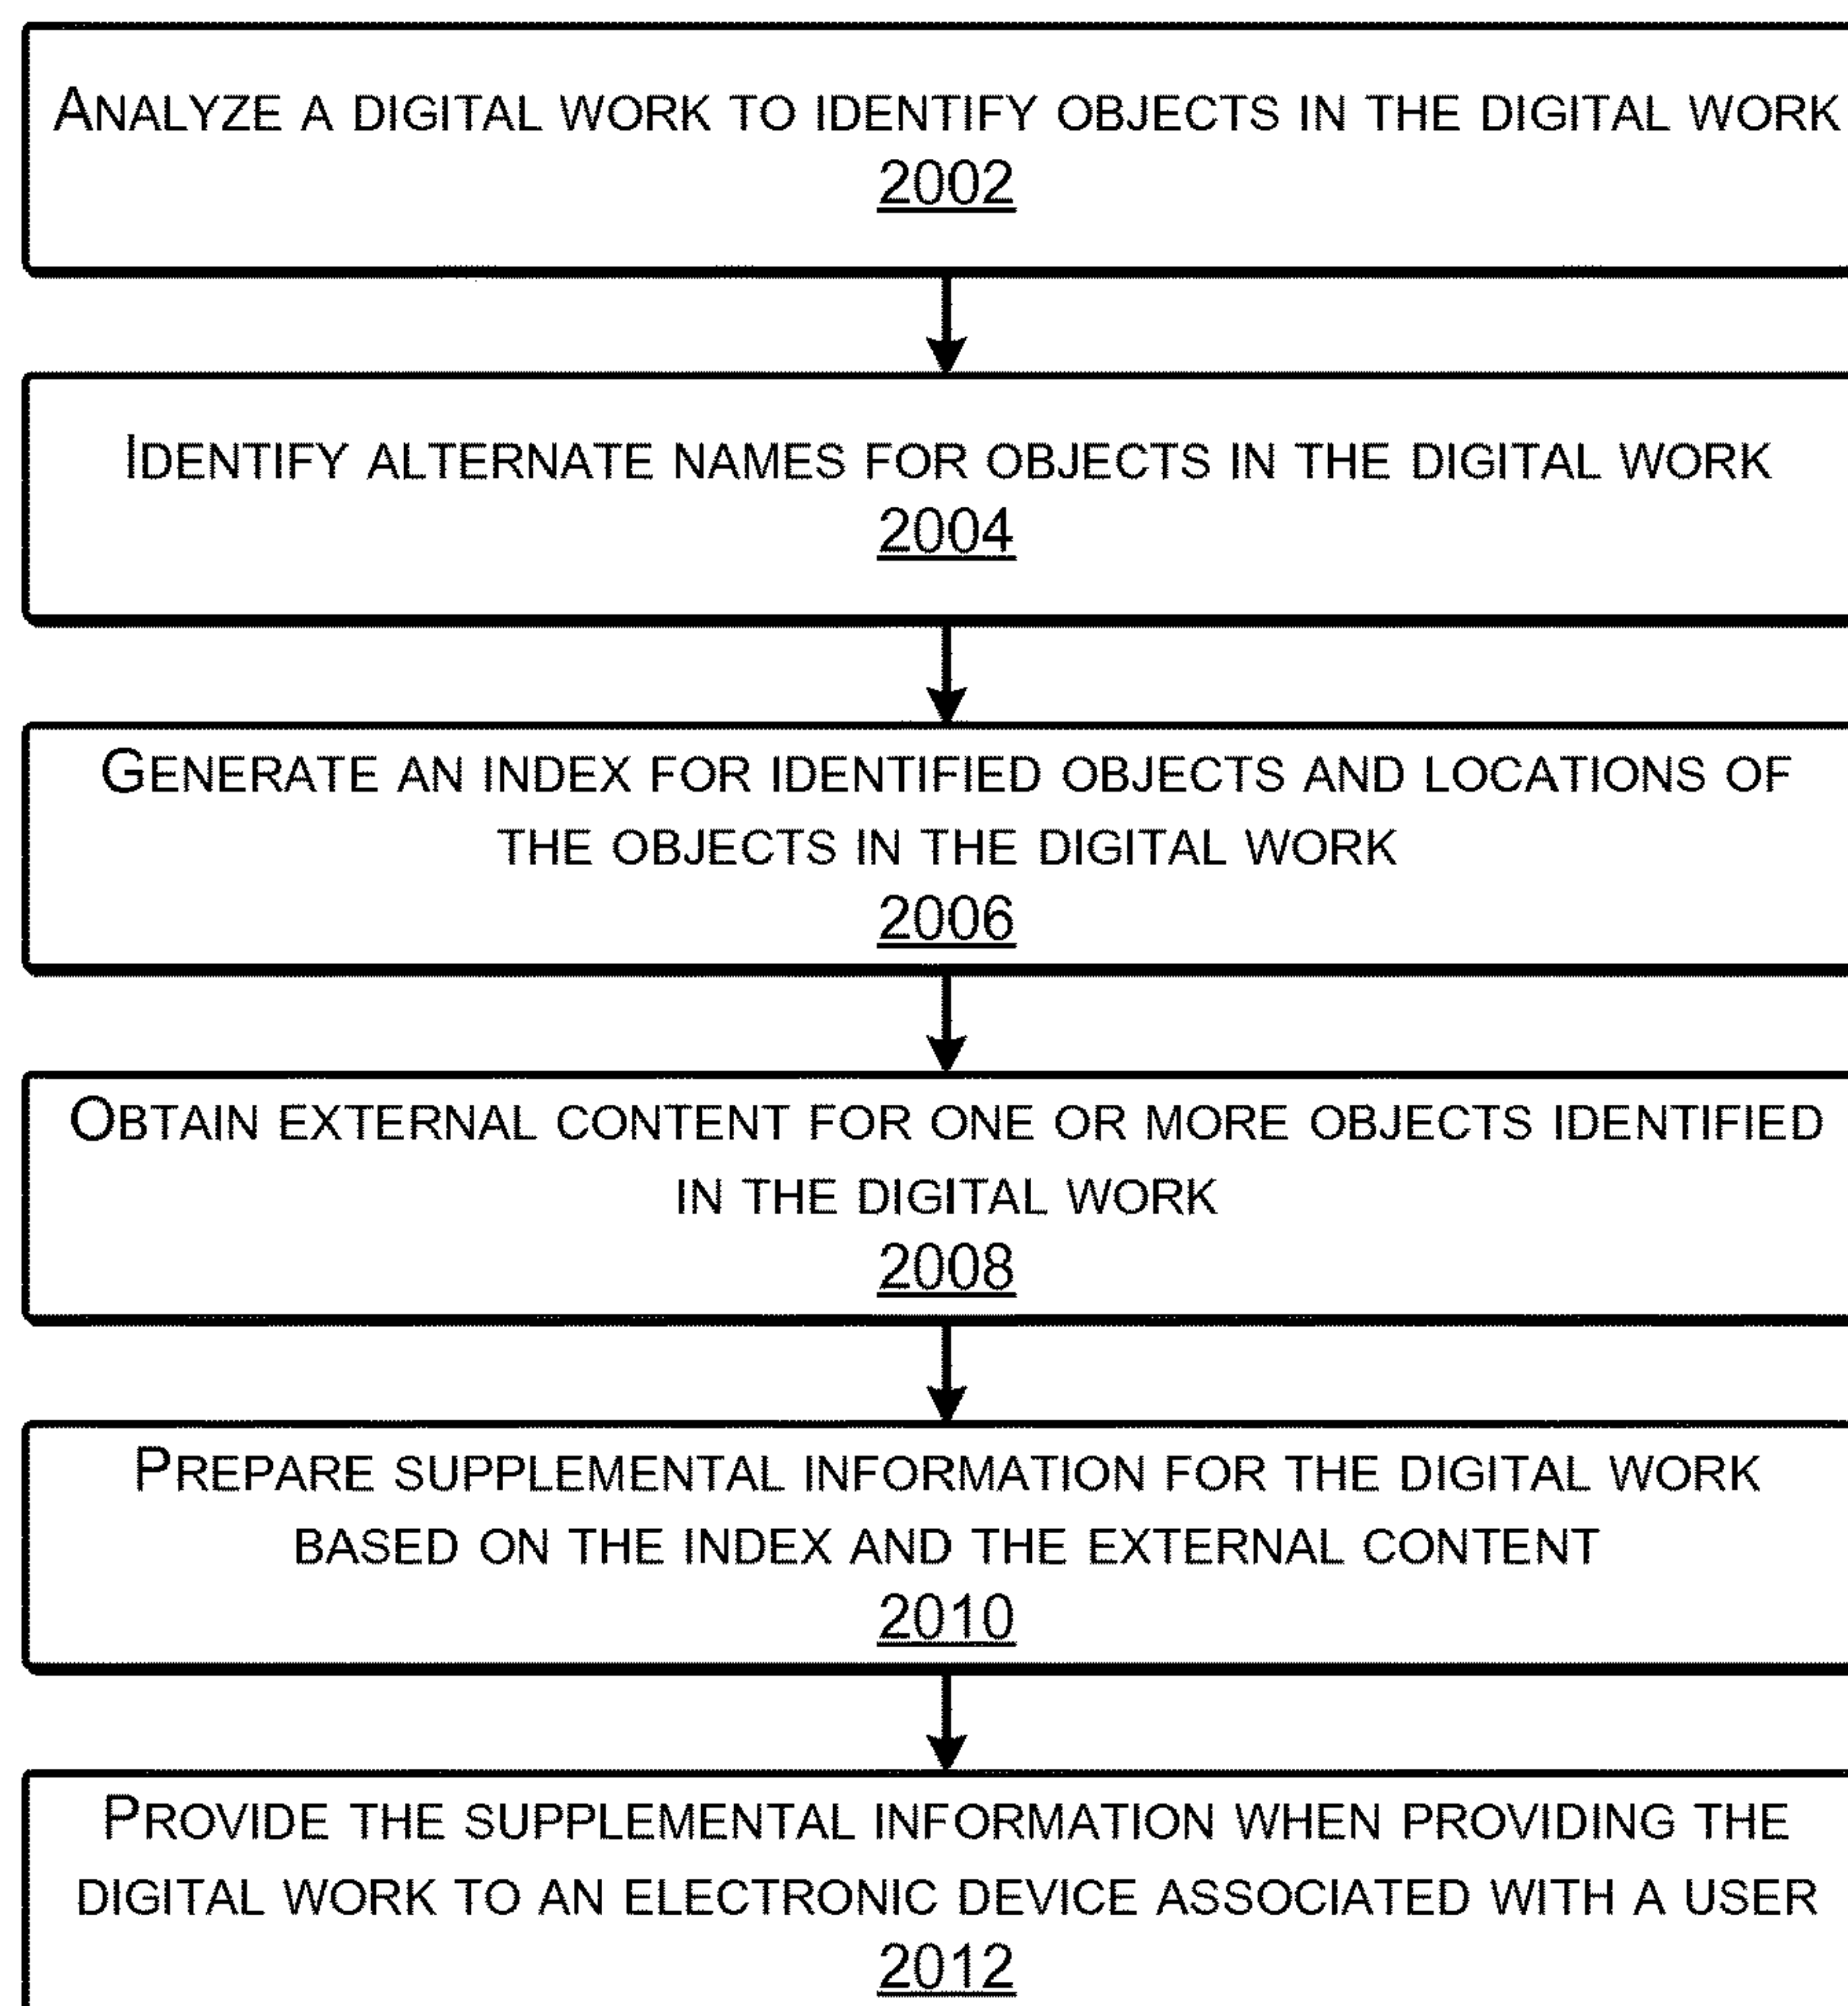 ANALYZE A DIGITAL WORK TO IDENTIFY OBJECTS IN THE DIGITAL WORK
2002
IDENTIFY ALTERNATE NAMES FOR OBJECTS IN THE DIGITAL WORK
2004
GENERATE AN INDEX FOR IDENTIFIED OBJECTS AND LOCATIONS OF
THE OBJECTS IN THE DIGITAL WORK
2006
OBTAIN EXTERNAL CONTENT FOR ONE OR MORE OBJECTS IDENTIFIED
IN THE DIGITAL WORK
2008
PREPARE SUPPLEMENTAL INFORMATION FOR THE DIGITAL WORK
BASED ON THE INDEX AND THE EXTERNAL CONTENT
2010
PROVIDE THE SUPPLEMENTAL INFORMATION WHEN PROVIDING THE
DIGITAL WORK TO AN ELECTRONIC DEVICE ASSOCIATED WITH A USER
2012